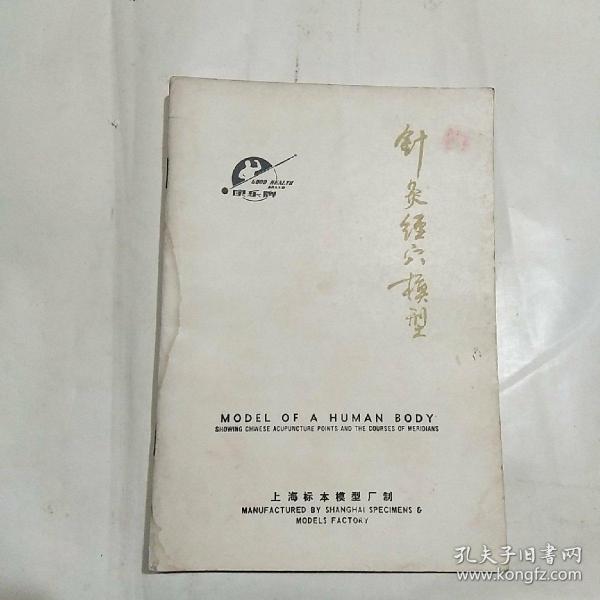 针灸经穴模型
GOOD HEALTH
BRAND
康乐牌
MODEL OF A HUMAN BODY
SHOWING CHINESE ACUPUNCTURE POINTS AND THE COURSES OF MERIDIANS
上海标本模型厂制
MANUFACTURED BY SHANGHAI SPECIMENS &
MODELS FACTORY
孔夫子旧书网
www.kongfz.com